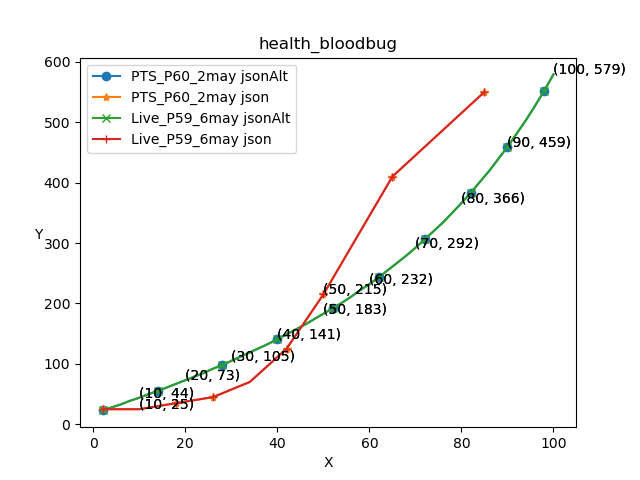 health_bloodbug
600
500
400
300
200
100
0
Y
PTS_P60_2may jsonAlt
PTS_P60_2may json
Live_P59_6may jsonAlt
Live_P59_6may json
(100, 579)
(90, 459)
(80, 366)
(70, 292)
(60, 232)
(50, 215)
(50, 183)
(40, 141)
(30, 105)
(20, 73)
(10, 44)
(10, 25)
0 20 40 60 80 100
X